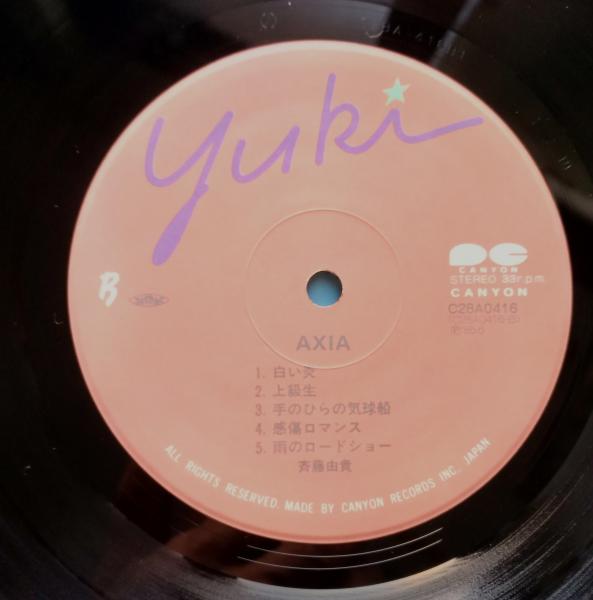 yuki
CANYON
STEREO 33r.p.m.
CANYON
B
C28A0416
(C28A0416-B)
AXIA
1. 白い炎
2. 上級生
3. 手のひらの気球船
4. 感傷ロマンス
5. 雨のロードショー
斉藤由貴
ALL RIGHTS RESERVED. MADE BY CANYON RECORDS INC., JAPAN